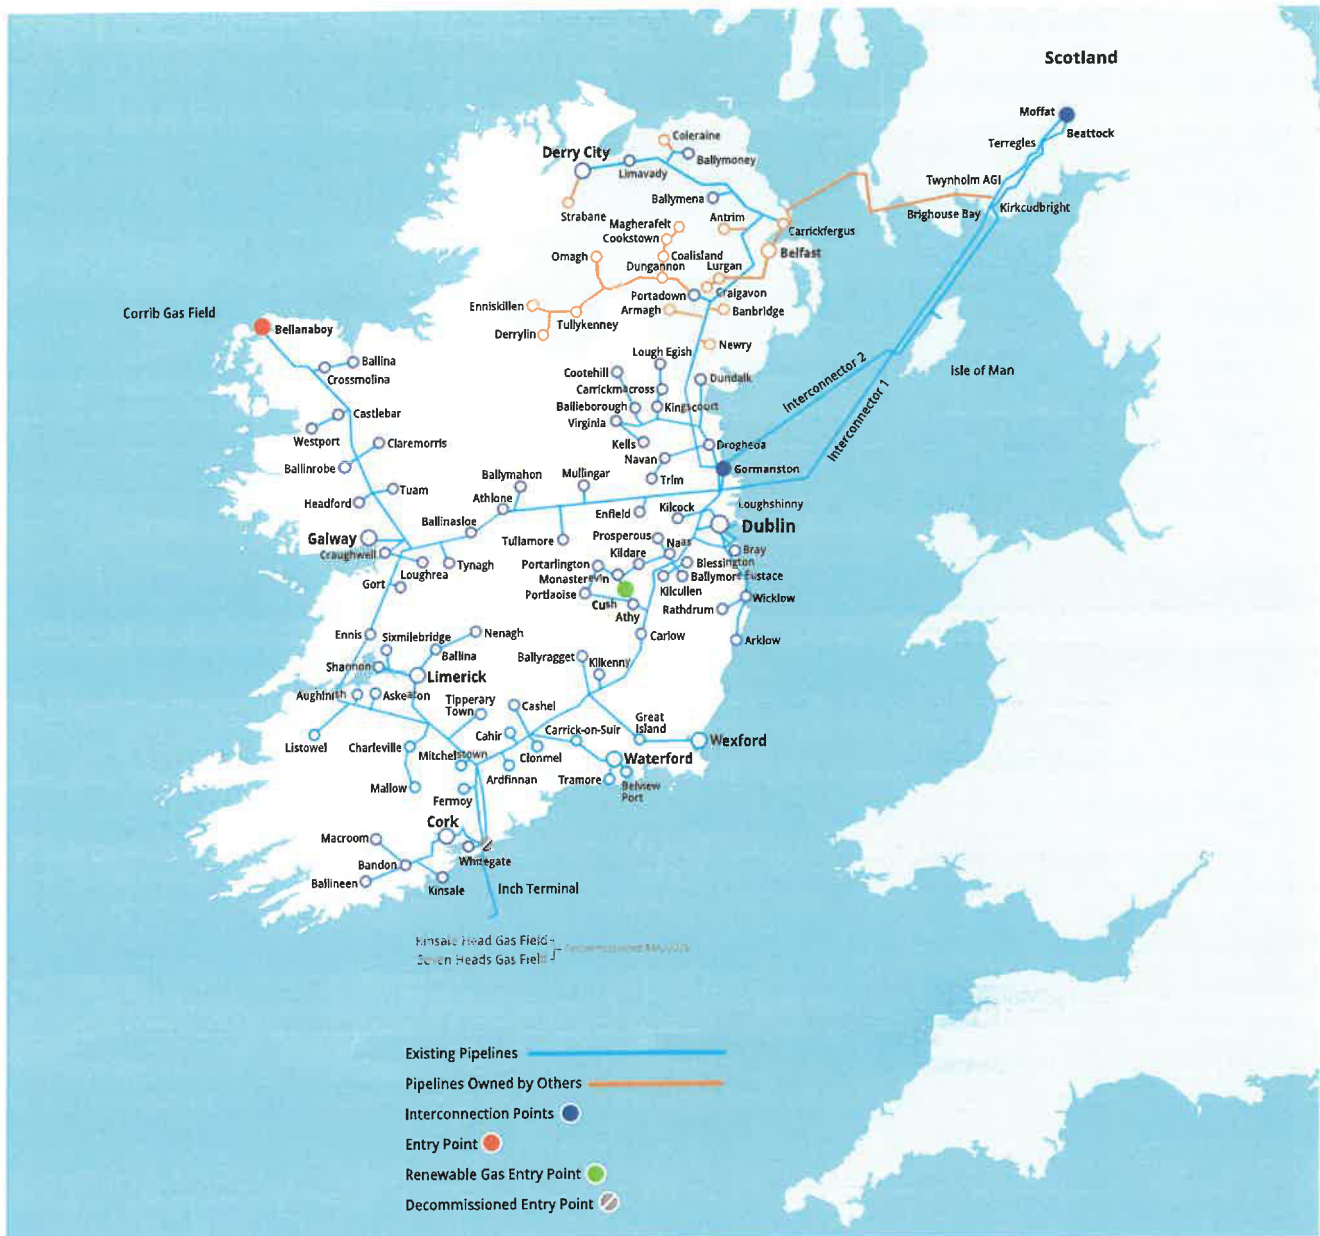 Scotland
Moffat
Beattock
Terregles
Twynholm AGI
Brighouse Bay
Kirkcudbright
Coleraine
Derry City
Ballymoney
Limavady
Ballymena
Strabane
Antrim
Magherafelt
Cookstown
Carrickfergus
Omagh
Coalisland
Belfast
Dungannon
Lurgan
Portadown
Craigavon
Enniskillen
Armagh
Banbridge
Tullykenney
Derrylin
Newry
Corrib Gas Field
Bellanaboy
Ballina
Crossmolina
Lough Egish
Cootehill
Dundalk
Carrickmacross
Isle of Man
Interconnector 2
Interconnector 1
Castlebar
Bailieborough
Kingscourt
Virginia
Westport
Claremorris
Kells
Drogheda
Navan
Ballinrobe
Gormanston
Ballymahon
Mullingar
Trim
Tuam
Athlone
Headford
Enfield
Kilcock
Loughshinny
Ballinasloe
Dublin
Galway
Tullamore
Prosperous
Naas
Craughwell
Kildare
Bray
Loughrea
Tynagh
Portarlington
Blessington
Gort
Monasterevin
Ballymore Eustace
Portlaoise
Kilcullen
Cush
Wicklow
Athy
Rathdrum
Ennis
Sixmilebridge
Nenagh
Carlow
Arklow
Ballina
Ballyragget
Kilkenny
Shannon
Limerick
Aughinish
Askeaton
Tipperary
Town
Cashel
Great
Island
Listowel
Cahir
Carrick-on-Suir
Wexford
Charleville
Mitchelstown
Clonmel
Waterford
Mallow
Ardfinnan
Tramore
Belview
Port
Fermoy
Cork
Macroom
Whitegate
Bandon
Ballineen
Kinsale
Inch Terminal
Kinsale Head Gas Field
Seven Heads Gas Field
Existing Pipelines
Pipelines Owned by Others
Interconnection Points
Entry Point
Renewable Gas Entry Point
Decommissioned Entry Point